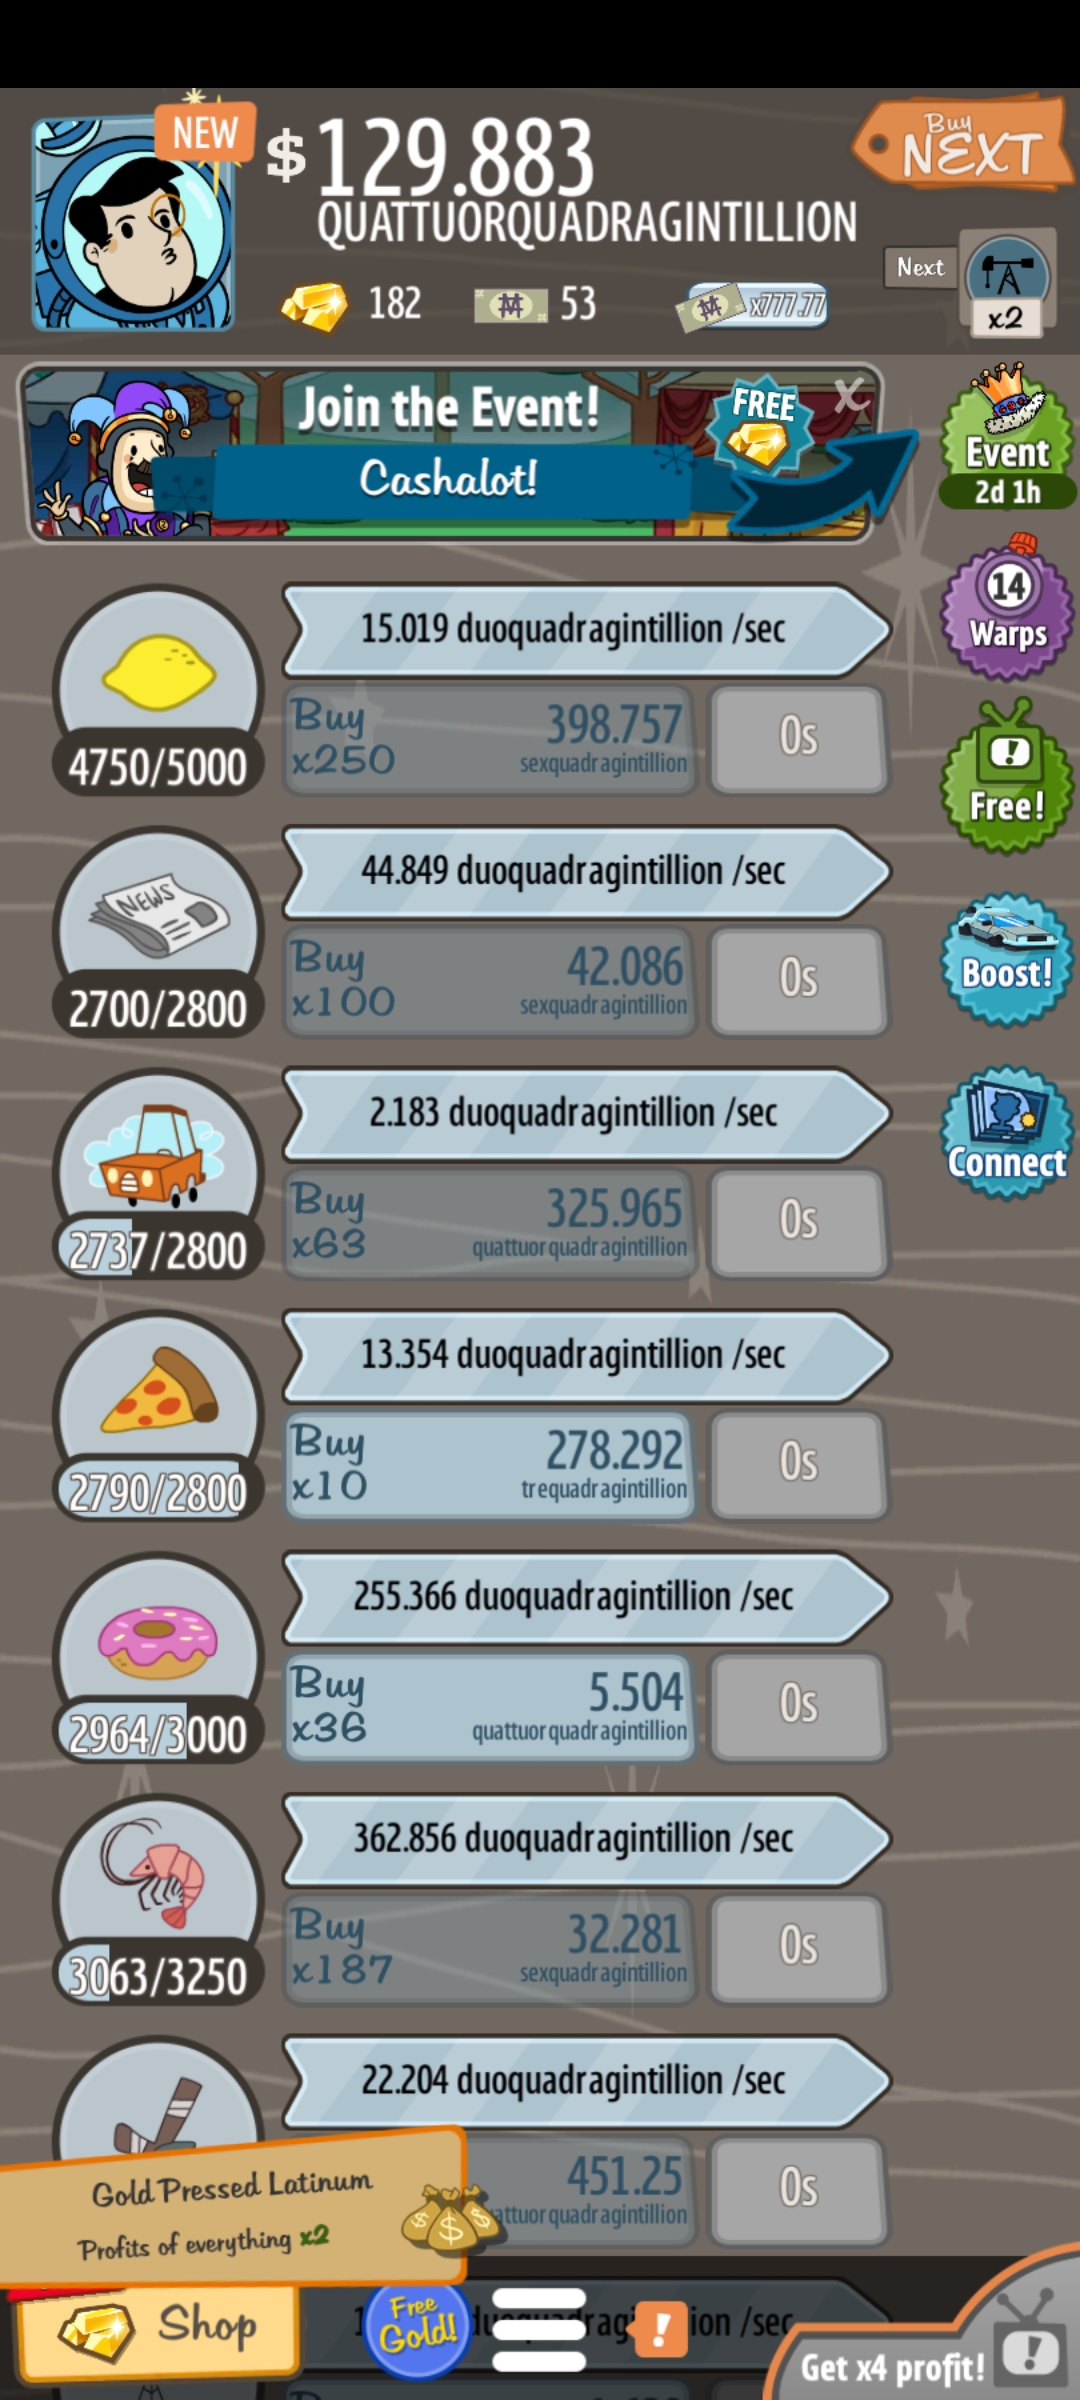 NEW
$129.883
QUATTUORQUADRAGINTILLION
Buy
NEXT
182
53
x777.77
Next
x2
Join the Event!
Cashalot!
FREE
X
Event
2d 1h
15.019 duoquadragintillion /sec
14
Warps
4750/5000
Buy
x250
398.757
sexquadragintillion
0s
Free!
44.849 duoquadragintillion /sec
NEWS
2700/2800
Buy
x100
42.086
sexquadragintillion
0s
Boost!
2.183 duoquadragintillion /sec
Connect
2737/2800
Buy
x63
325.965
quattuorquadragintillion
0s
13.354 duoquadragintillion /sec
2790/2800
Buy
x10
278.292
trequadragintillion
0s
255.366 duoquadragintillion /sec
2964/3000
Buy
x36
5.504
quattuorquadragintillion
0s
362.856 duoquadragintillion /sec
3063/3250
Buy
x187
32.281
sexquadragintillion
0s
22.204 duoquadragintillion /sec
451.25
attuorquadragintillion
0s
Gold Pressed Latinum
Profits of everything x2
Shop
Free
Gold!
ion /sec
Get x4 profit!